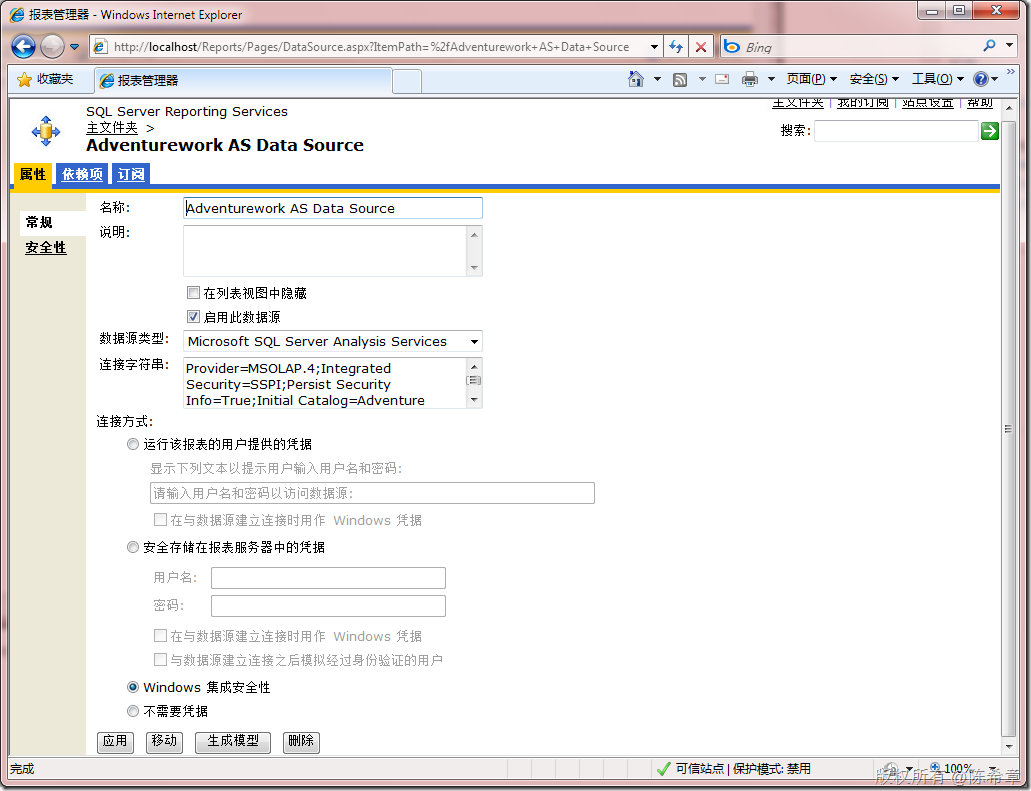 报表管理器 - Windows Internet Explorer
http://localhost/Reports/Pages/DataSource.aspx?ItemPath=%2fAdventurework+AS+Data+Source
Bing
收藏夹
报表管理器
页面(P)
安全(S)
工具(O)
SQL Server Reporting Services
主文件夹 | 我的订阅 | 站点设置 | 帮助
主文件夹 >
搜索:
Adventurework AS Data Source
属性 依赖项 订阅
常规
安全性
名称: Adventurework AS Data Source
说明:
在列表视图中隐藏
启用此数据源
数据源类型: Microsoft SQL Server Analysis Services
连接字符串: Provider=MSOLAP.4;Integrated
Security=SSPI;Persist Security
Info=True;Initial Catalog=Adventure
连接方式:
运行该报表的用户提供的凭据
显示下列文本以提示用户输入用户名和密码:
请输入用户名和密码以访问数据源:
在与数据源建立连接时用作 Windows 凭据
安全存储在报表服务器中的凭据
用户名:
密码:
在与数据源建立连接时用作 Windows 凭据
与数据源建立连接之后模拟经过身份验证的用户
Windows 集成安全性
不需要凭据
应用 移动 生成模型 删除
完成
可信站点 | 保护模式: 禁用
100%
版权所有 @陈希章